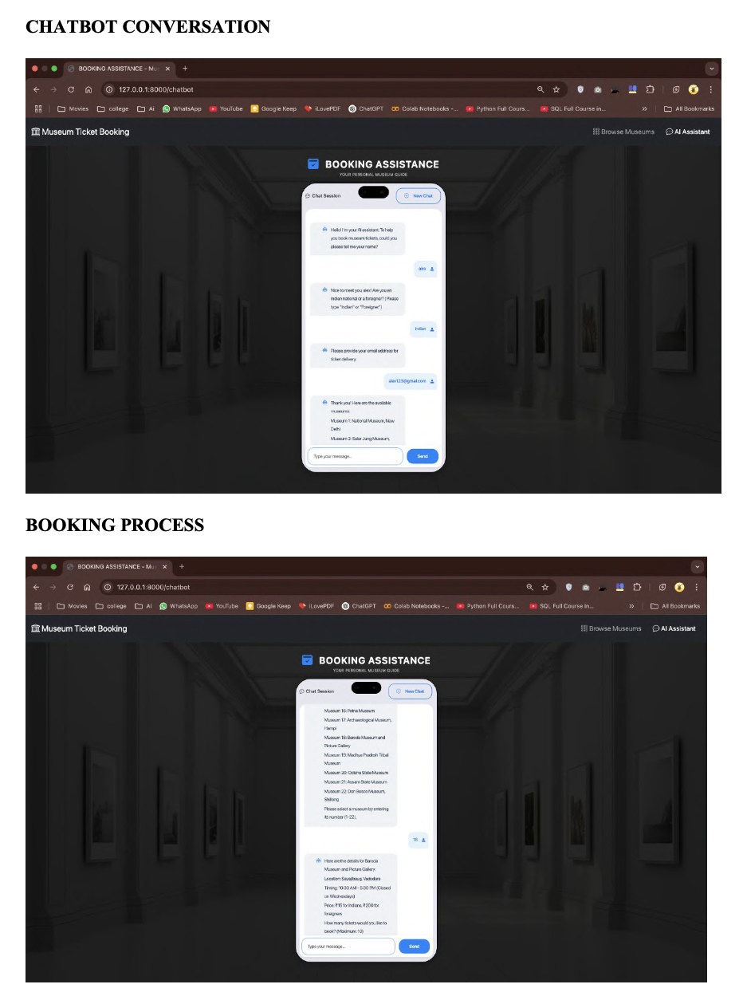 CHATBOT CONVERSATION
BOOKING ASSISTANCE - Mu
127.0.0.1:8000/chatbot
Movies college Ai WhatsApp YouTube Google Keep iLovePDF ChatGPT Colab Notebooks -... Python Full Cours... SQL Full Course in... All Bookmarks
Museum Ticket Booking Browse Museums AI Assistant
BOOKING ASSISTANCE
YOUR PERSONAL MUSEUM GUIDE
Chat Session New Chat
Hello! I'm your AI assistant. To help
you book museum tickets, could you
please tell me your name?
alex
Nice to meet you, alex! Are you an
Indian national or a foreigner? (Please
type "Indian" or "Foreigner")
indian
Please provide your email address for
ticket delivery.
alex123@gmail.com
Thank you! Here are the available
museums:
Museum 1: National Museum, New
Delhi
Museum 2: Salar Jung Museum,
Type your message... Send
BOOKING PROCESS
BOOKING ASSISTANCE - Mu
127.0.0.1:8000/chatbot
Movies college Ai WhatsApp YouTube Google Keep iLovePDF ChatGPT Colab Notebooks -... Python Full Cours... SQL Full Course in... All Bookmarks
Museum Ticket Booking Browse Museums AI Assistant
BOOKING ASSISTANCE
YOUR PERSONAL MUSEUM GUIDE
Chat Session New Chat
Museum 16: Patna Museum
Museum 17: Archaeological Museum,
Hampi
Museum 18: Baroda Museum and
Picture Gallery
Museum 19: Madhya Pradesh Tribal
Museum
Museum 20: Odisha State Museum
Museum 21: Assam State Museum
Museum 22: Don Bosco Museum,
Shillong
Please select a museum by entering
its number (1-22).
18
Here are the details for Baroda
Museum and Picture Gallery:
Location: Sayajibaug, Vadodara
Timing: 10:30 AM - 5:30 PM (Closed
on Wednesdays)
Price: ₹15 for Indians, ₹200 for
foreigners
How many tickets would you like to
book? (Maximum: 10)
Type your message... Send